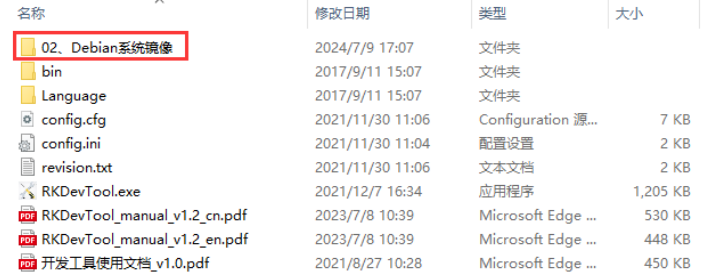 名称 修改日期 类型 大小
02、Debian系统镜像 2024/7/9 17:07 文件夹
bin 2017/9/11 15:07 文件夹
Language 2017/9/11 15:07 文件夹
config.cfg 2021/11/30 11:06 Configuration 源... 7 KB
config.ini 2021/11/30 11:04 配置设置 2 KB
revision.txt 2021/11/30 11:06 文本文档 2 KB
RKDevTool.exe 2021/12/7 16:34 应用程序 1,205 KB
PDF RKDevTool_manual_v1.2_cn.pdf 2023/7/8 10:39 Microsoft Edge ... 530 KB
PDF RKDevTool_manual_v1.2_en.pdf 2023/7/8 10:39 Microsoft Edge ... 448 KB
PDF 开发工具使用文档_v1.0.pdf 2021/8/27 10:28 Microsoft Edge ... 450 KB